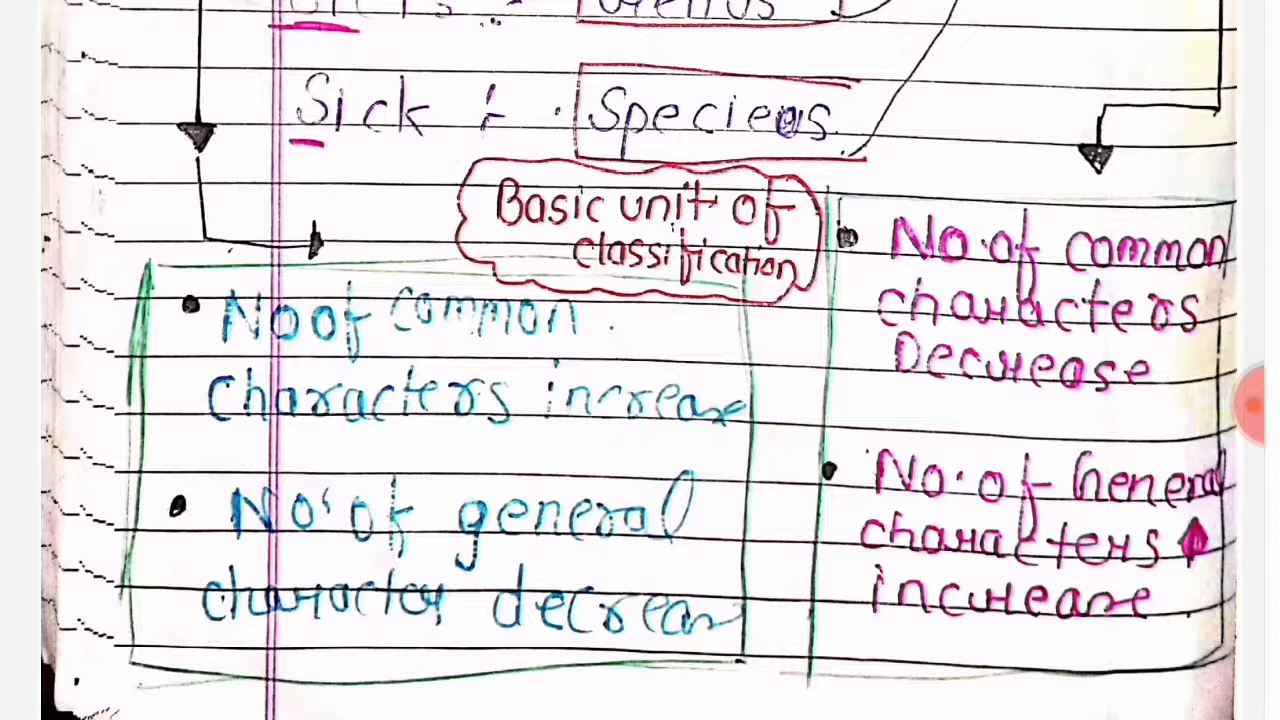 Genus
Sick : Species
Basic unit of
classification
• No of common
characters increase
• No. of general
character decrease
• No. of common
characters
Decrease
• No. of General
characters
increase